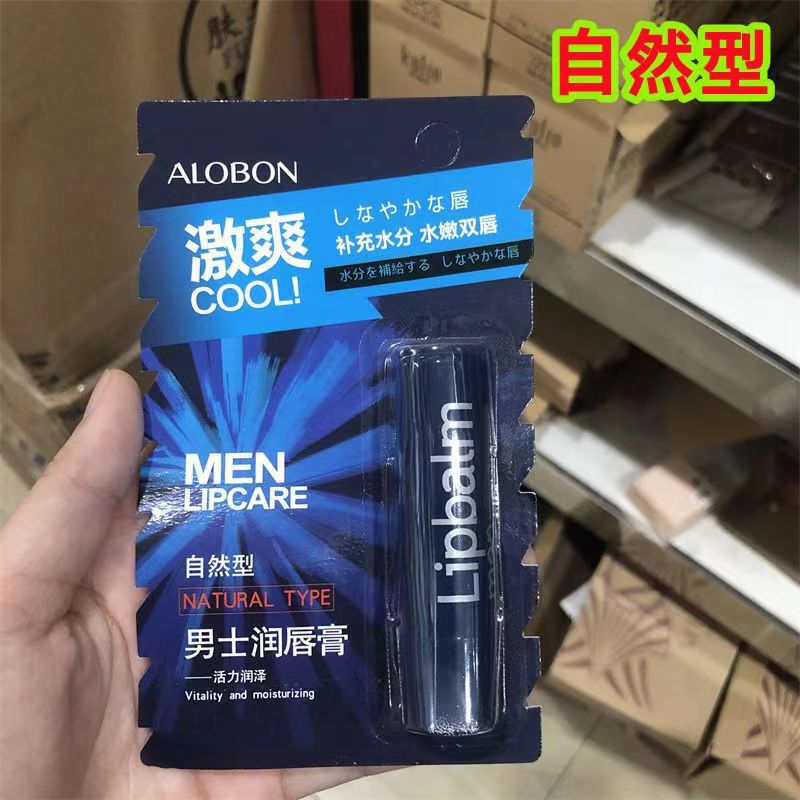 自然型
ALOBON
激爽
COOL!
しなやかな唇
补充水分 水嫩双唇
水分を補給する しなやかな唇
MEN
LIPCARE
自然型
NATURAL TYPE
男士润唇膏
——活力润泽
Vitality and moisturizing
Lipbalm